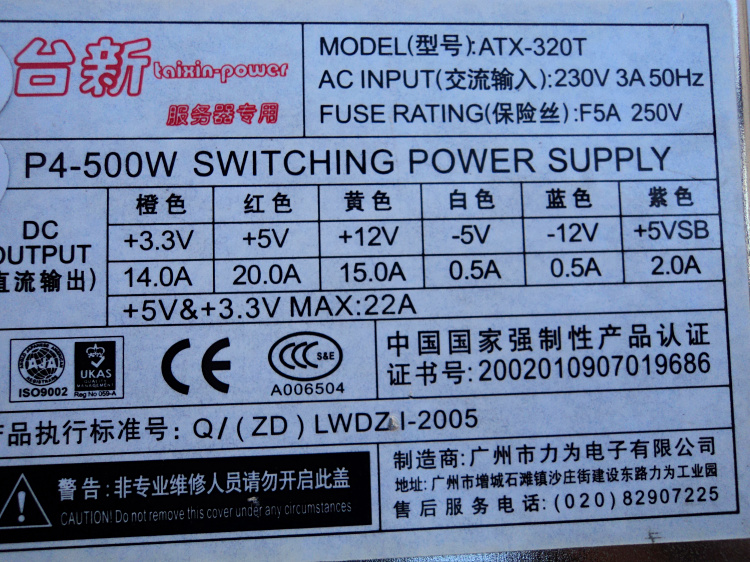 台新 taixin-power
服务器专用
MODEL(型号):ATX-320T
AC INPUT(交流输入):230V 3A 50Hz
FUSE RATING(保险丝):F5A 250V
P4-500W SWITCHING POWER SUPPLY
DC
OUTPUT
直流输出)
橙色 红色 黄色 白色 蓝色 紫色
+3.3V +5V +12V -5V -12V +5VSB
14.0A 20.0A 15.0A 0.5A 0.5A 2.0A
+5V&+3.3V MAX:22A
AJA
ISO9002
UKAS
QUALITY
MANAGEMENT
Reg No 059-A
CE
CCC S&E
A006504
中国国家强制性产品认证
证书号:2002010907019686
产品执行标准号: Q/(ZD) LWDZ I-2005
警告:非专业维修人员请勿开启此盖
CAUTION! Do not remove this cover under any circumstances
制造商:广州市力为电子有限公司
地址:广州市增城石滩镇沙庄街建设东路力为工业园
售后服务电话:(020)82907225